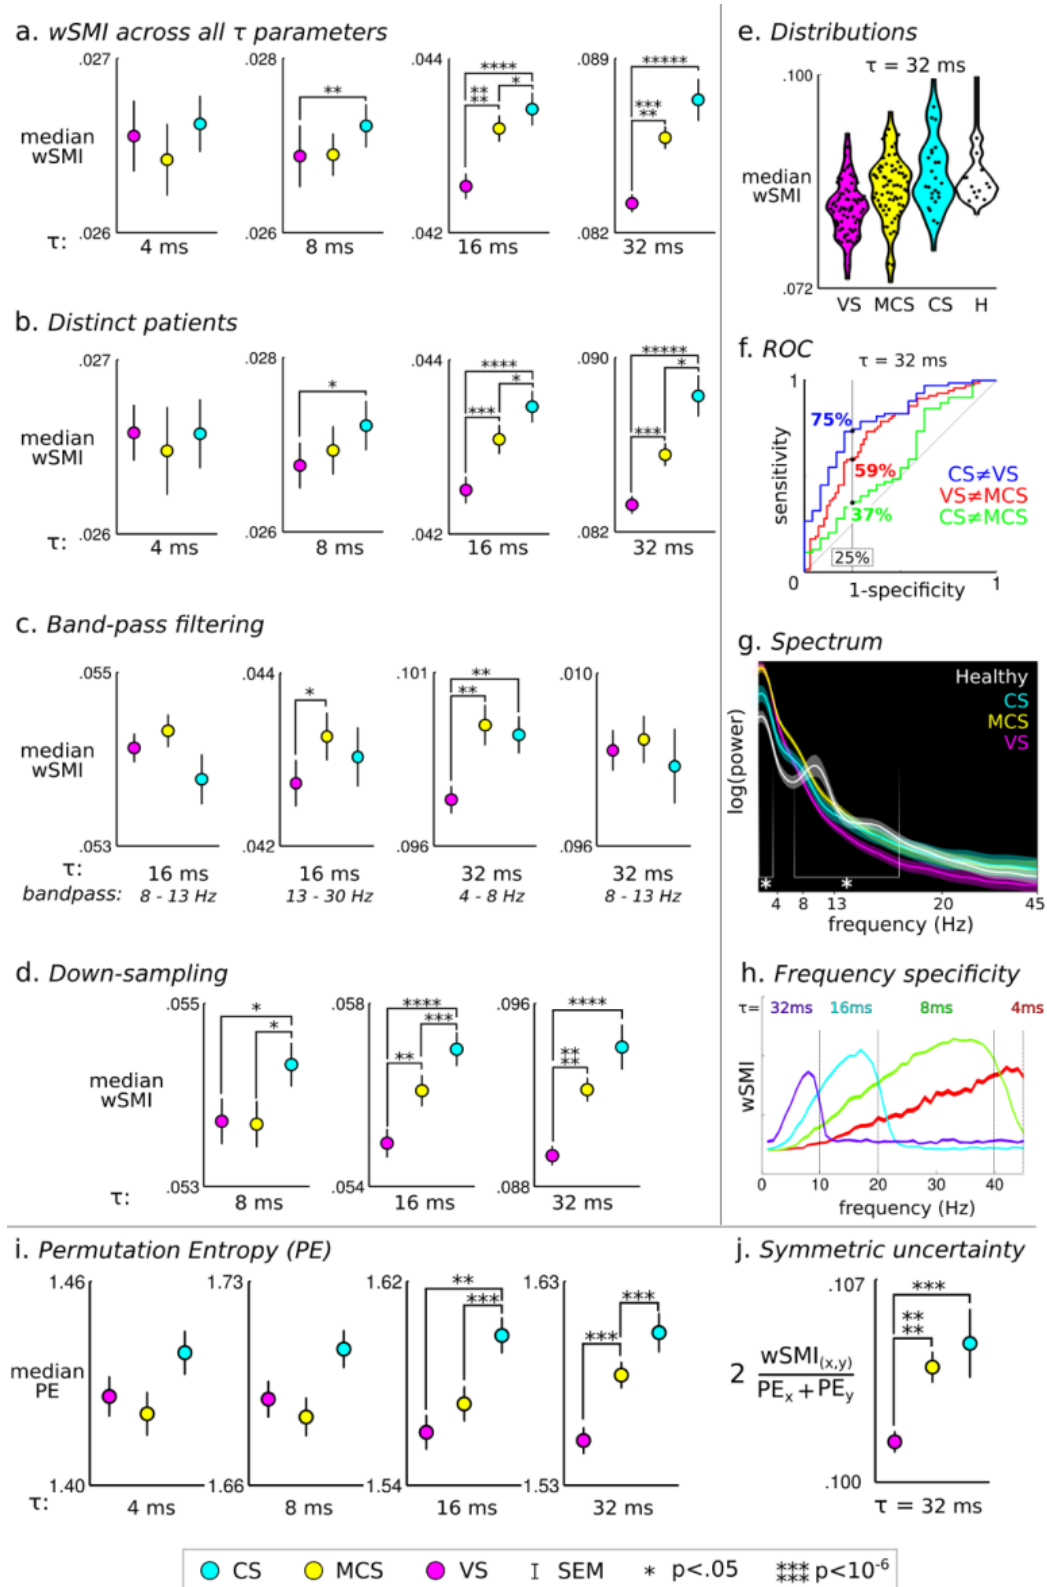 a. wSMI across all τ parameters
.027
.028
.044
.089
median
wSMI
**
****
**
**
*
*****
***
**
.026
.026
.042
.082
τ:
4 ms
8 ms
16 ms
32 ms
b. Distinct patients
.027
.028
.044
.090
median
wSMI
*
****
*
***
*****
*
***
.026
.026
.042
.082
τ:
4 ms
8 ms
16 ms
32 ms
c. Band-pass filtering
.055
.044
.101
.010
median
wSMI
*
**
**
.053
.042
.096
.096
τ:
16 ms
16 ms
32 ms
32 ms
bandpass:
8 - 13 Hz
13 - 30 Hz
4 - 8 Hz
8 - 13 Hz
d. Down-sampling
.055
.058
.096
median
wSMI
*
*
****
***
**
****
**
**
.053
.054
.088
τ:
8 ms
16 ms
32 ms
e. Distributions
τ = 32 ms
.100
median
wSMI
.072
VS MCS CS H
f. ROC
τ = 32 ms
1
sensitivity
75%
59%
37%
CS≠VS
VS≠MCS
CS≠MCS
25%
0
1-specificity
1
g. Spectrum
Healthy
CS
MCS
VS
log(power)
*
*
4 8 13 20 45
frequency (Hz)
h. Frequency specificity
τ= 32ms 16ms 8ms 4ms
wSMI
0 10 20 30 40
frequency (Hz)
i. Permutation Entropy (PE)
1.46
1.73
1.62
1.63
median
PE
**
***
***
***
1.40
1.66
1.54
1.53
τ:
4 ms
8 ms
16 ms
32 ms
j. Symmetric uncertainty
.107
***
**
**
2 wSMI(x,y)
PEx + PEy
.100
τ = 32 ms
CS MCS VS SEM * p<.05 *** *** p<10-6